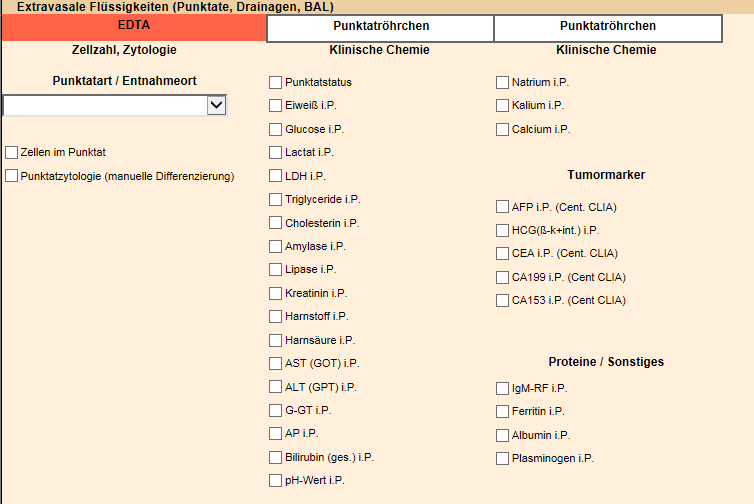 Extravasale Flüssigkeiten (Punktate, Drainagen, BAL)
EDTA
Zellzahl, Zytologie
Punktatart / Entnahmeort
Zellen im Punktat
Punktatzytologie (manuelle Differenzierung)
Punktatröhrchen
Klinische Chemie
Punktatstatus
Eiweiß i.P.
Glucose i.P.
Lactat i.P.
LDH i.P.
Triglyceride i.P.
Cholesterin i.P.
Amylase i.P.
Lipase i.P.
Kreatinin i.P.
Harnstoff i.P.
Harnsäure i.P.
AST (GOT) i.P.
ALT (GPT) i.P.
G-GT i.P.
AP i.P.
Bilirubin (ges.) i.P.
pH-Wert i.P.
Punktatröhrchen
Klinische Chemie
Natrium i.P.
Kalium i.P.
Calcium i.P.
Tumormarker
AFP i.P. (Cent. CLIA)
HCG(ß-k+int.) i.P.
CEA i.P. (Cent. CLIA)
CA199 i.P. (Cent CLIA)
CA153 i.P. (Cent CLIA)
Proteine / Sonstiges
IgM-RF i.P.
Ferritin i.P.
Albumin i.P.
Plasminogen i.P.